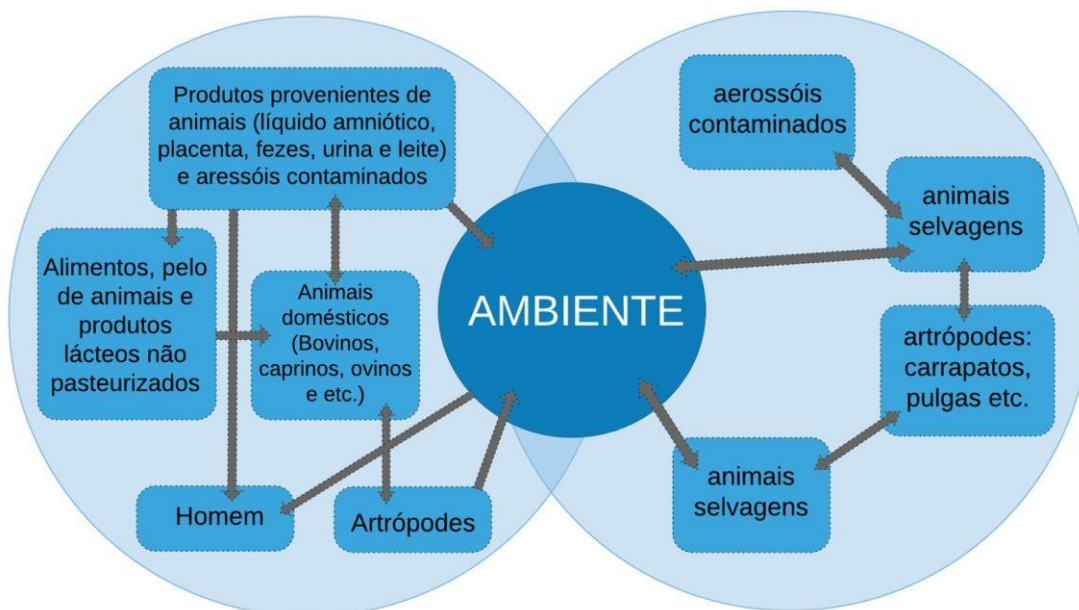 Produtos provenientes de
animais (líquido amniótico,
placenta, fezes, urina e leite)
e aressóis contaminados
Alimentos, pelo
de animais e
produtos
lácteos não
pasteurizados
Animais
domésticos
(Bovinos,
caprinos, ovinos
e etc.)
Homem
Artrópodes
AMBIENTE
aerossóis
contaminados
animais
selvagens
artrópodes:
carrapatos,
pulgas etc.
animais
selvagens